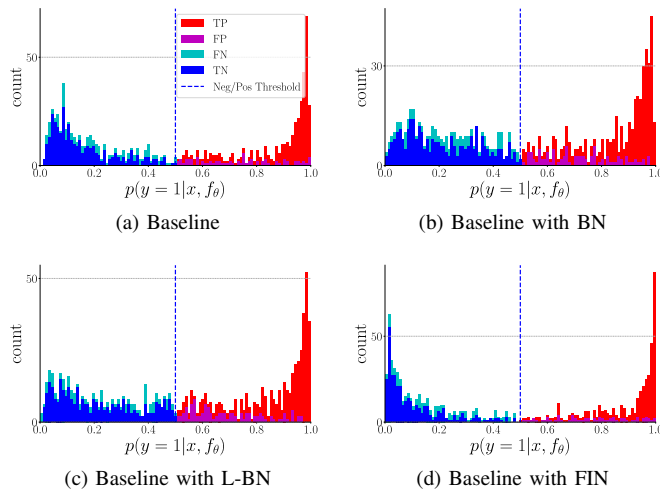 count
50
0
TP
FP
FN
TN
Neg/Pos Threshold
0.0 0.2 0.4 0.6 0.8 1.0
p(y = 1|x, f_θ)
(a) Baseline
count
30
0
0.0 0.2 0.4 0.6 0.8 1.0
p(y = 1|x, f_θ)
(b) Baseline with BN
count
50
0
0.0 0.2 0.4 0.6 0.8 1.0
p(y = 1|x, f_θ)
(c) Baseline with L-BN
count
50
0
0.0 0.2 0.4 0.6 0.8 1.0
p(y = 1|x, f_θ)
(d) Baseline with FIN